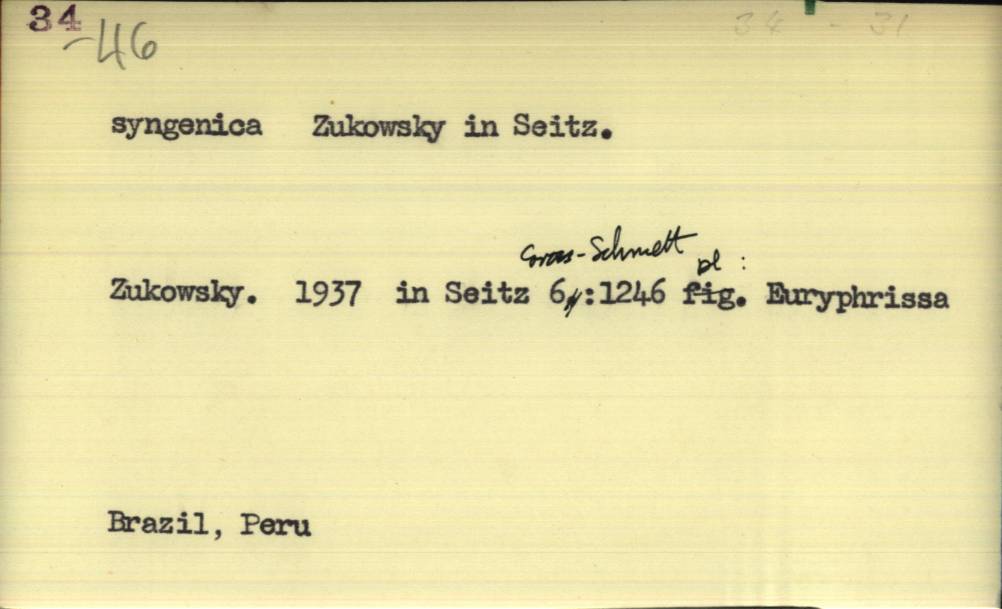 34
-46
34 - 31
syngenica Zukowsky in Seitz.
Gross-Schmett pl :
Zukowsky. 1937 in Seitz 6:1246 fig. Euryphrissa
Brazil, Peru